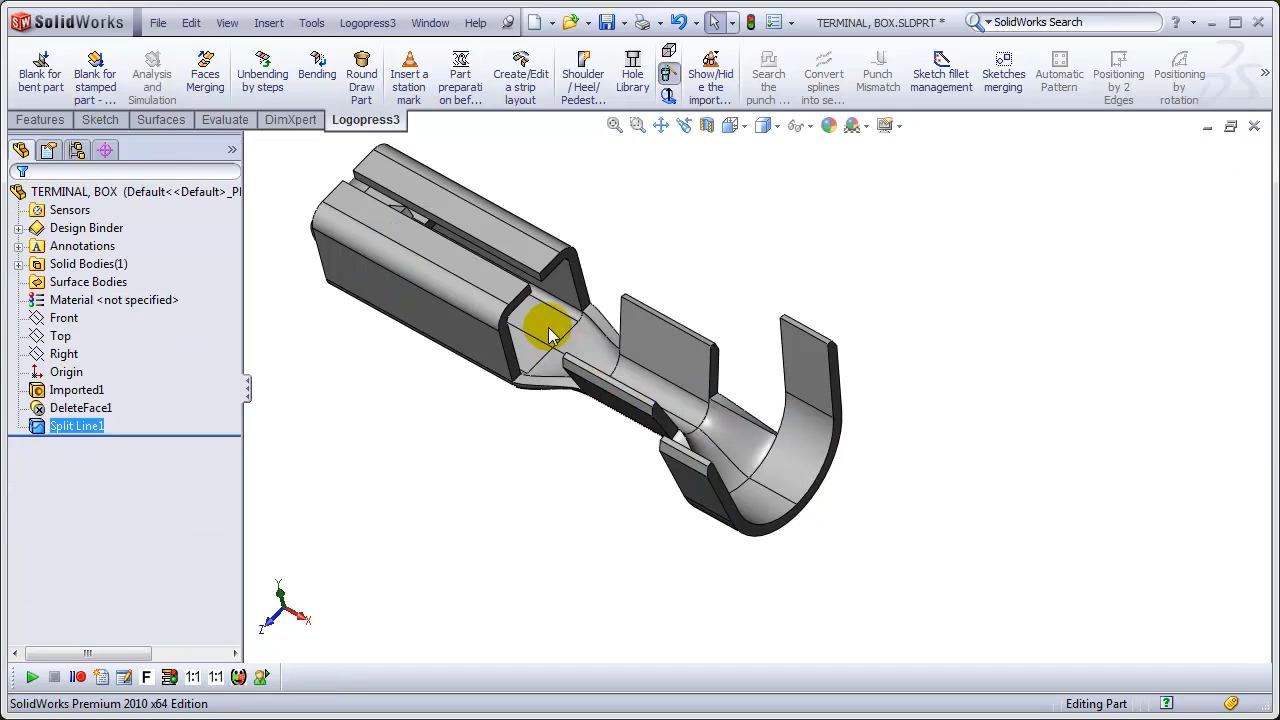 SolidWorks File Edit View Insert Tools Logopress3 Window Help TERMINAL, BOX.SLDPRT * SolidWorks Search
Blank for bent part
Blank for stamped part - ...
Analysis and Simulation
Faces Merging
Unbending by steps
Bending
Round Draw Part
Insert a station mark
Part preparati on bef...
Create/Edit a strip layout
Shoulder / Heel / Pedest...
Hole Library
Show/Hid e the import...
Search the punch ...
Convert splines into se...
Punch Mismatch
Sketch fillet management
Sketches merging
Automatic Pattern
Positioning by 2 Edges
Positioning by rotation
Features Sketch Surfaces Evaluate DimXpert Logopress3
TERMINAL, BOX (Default<<Default>_P
Sensors
Design Binder
Annotations
Solid Bodies(1)
Surface Bodies
Material <not specified>
Front
Top
Right
Origin
Imported1
DeleteFace1
Split Line1
Y
X
Z
F 1:1 1:1
SolidWorks Premium 2010 x64 Edition Editing Part